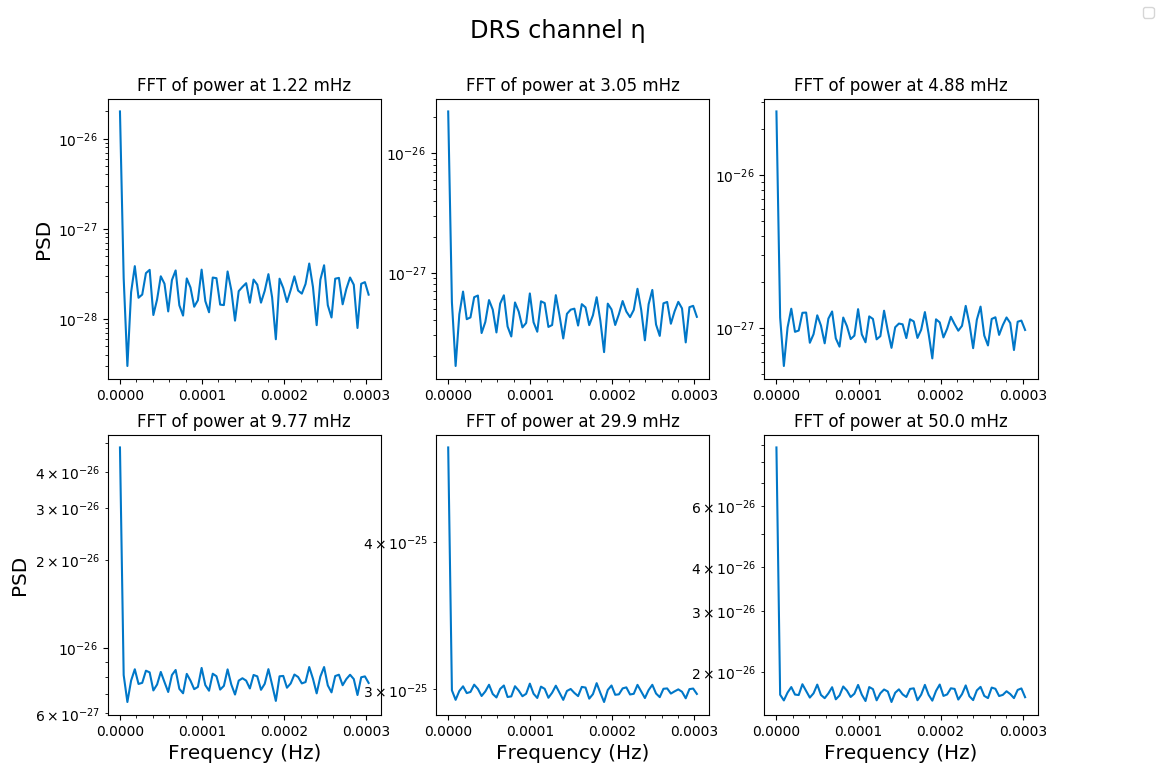 DRS channel η
FFT of power at 1.22 mHz
FFT of power at 3.05 mHz
FFT of power at 4.88 mHz
PSD
10⁻²⁶
10⁻²⁷
10⁻²⁸
10⁻²⁶
10⁻²⁷
10⁻²⁶
10⁻²⁷
0.0000 0.0001 0.0002 0.0003
0.0000 0.0001 0.0002 0.0003
0.0000 0.0001 0.0002 0.0003
FFT of power at 9.77 mHz
FFT of power at 29.9 mHz
FFT of power at 50.0 mHz
PSD
4 × 10⁻²⁶
3 × 10⁻²⁶
2 × 10⁻²⁶
10⁻²⁶
6 × 10⁻²⁷
4 × 10⁻²⁵
3 × 10⁻²⁵
6 × 10⁻²⁶
4 × 10⁻²⁶
3 × 10⁻²⁶
2 × 10⁻²⁶
0.0000 0.0001 0.0002 0.0003
0.0000 0.0001 0.0002 0.0003
0.0000 0.0001 0.0002 0.0003
Frequency (Hz)
Frequency (Hz)
Frequency (Hz)